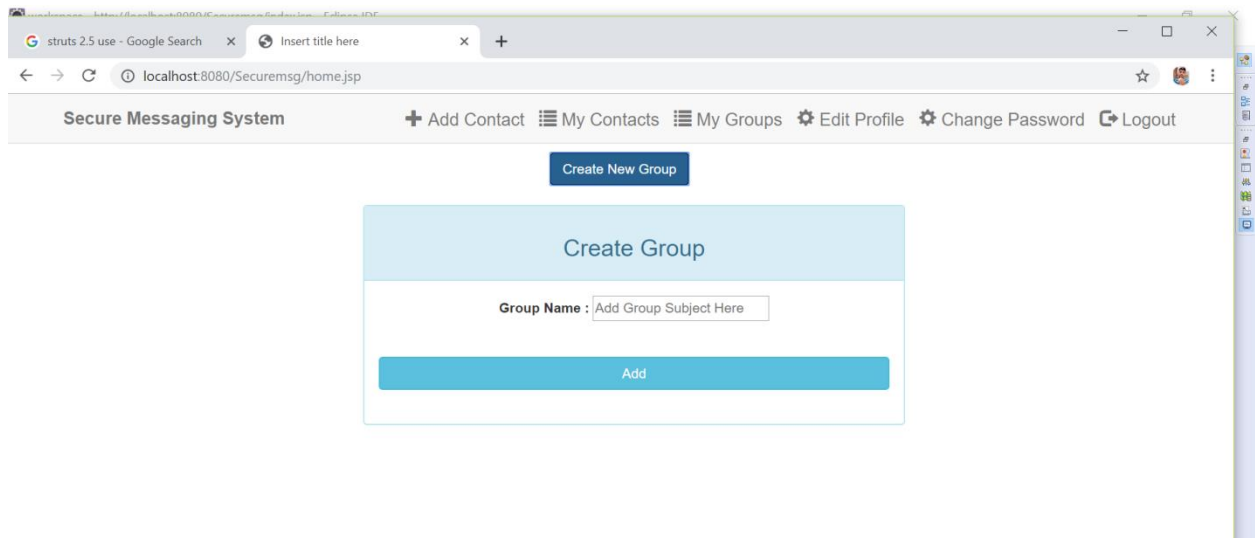 struts 2.5 use - Google Search
Insert title here
localhost:8080/Securemsg/home.jsp
Secure Messaging System
Add Contact My Contacts My Groups Edit Profile Change Password Logout
Create New Group
Create Group
Group Name : Add Group Subject Here
Add